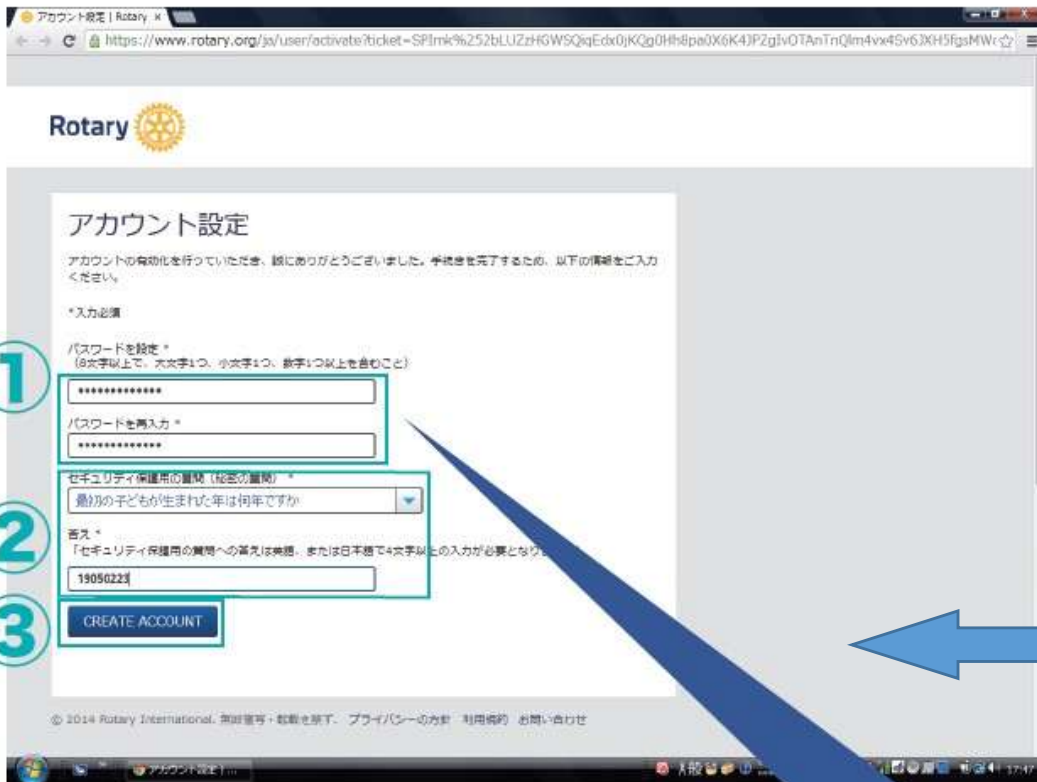 アカウント設定 | Rotary ×
Rotary
アカウント設定
アカウントの有効化を行っていただき、誠にありがとうございました。手続きを完了するため、以下の情報をご入力
ください。
*入力必須
①
パスワードを設定 *
（8文字以上で、大文字1つ、小文字1つ、数字1つ以上を含むこと）
*************
パスワードを再入力 *
*************
②
セキュリティ保護用の質問（秘密の質問） *
最初の子どもが生まれた年は何年ですか
答え *
「セキュリティ保護用の質問への答えは英語、または日本語で4文字以上の入力が必要となりま
19050223
③
CREATE ACCOUNT
© 2014 Rotary International. 無断複写・転載を禁ず。 プライバシーの方針 利用規約 お問い合わせ
アカウント設定 | ...
17:47